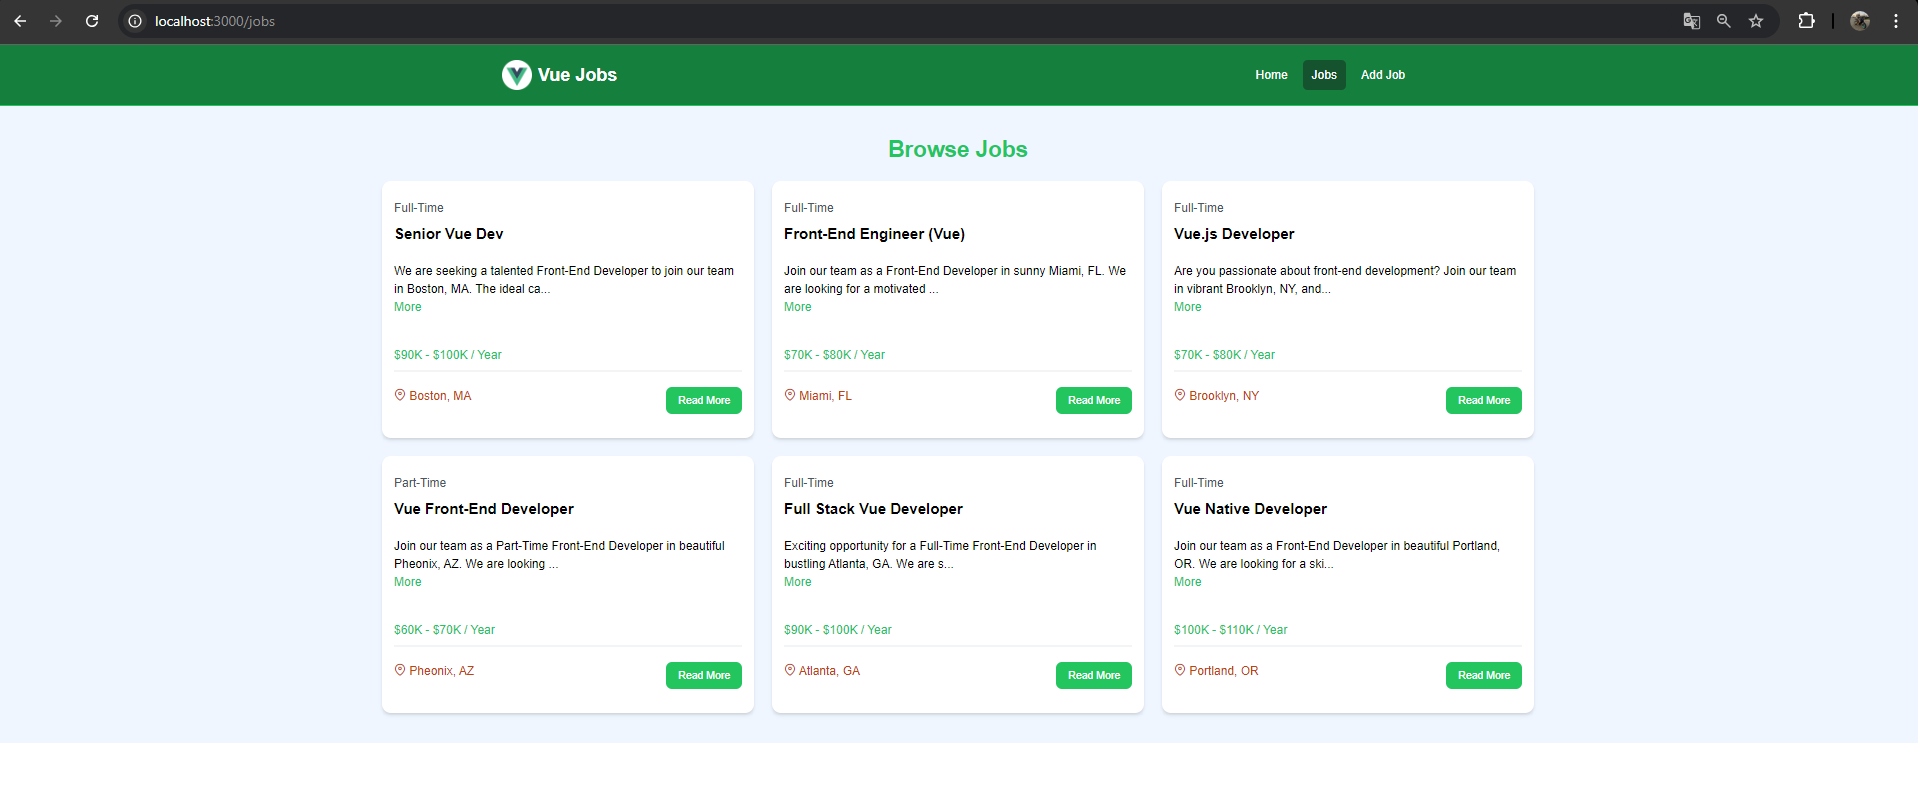 localhost:3000/jobs
Vue Jobs
Home Jobs Add Job
Browse Jobs
Full-Time
Senior Vue Dev
We are seeking a talented Front-End Developer to join our team
in Boston, MA. The ideal ca...
More
$90K - $100K / Year
Boston, MA
Read More
Full-Time
Front-End Engineer (Vue)
Join our team as a Front-End Developer in sunny Miami, FL. We
are looking for a motivated ...
More
$70K - $80K / Year
Miami, FL
Read More
Full-Time
Vue.js Developer
Are you passionate about front-end development? Join our team
in vibrant Brooklyn, NY, and...
More
$70K - $80K / Year
Brooklyn, NY
Read More
Part-Time
Vue Front-End Developer
Join our team as a Part-Time Front-End Developer in beautiful
Pheonix, AZ. We are looking ...
More
$60K - $70K / Year
Pheonix, AZ
Read More
Full-Time
Full Stack Vue Developer
Exciting opportunity for a Full-Time Front-End Developer in
bustling Atlanta, GA. We are s...
More
$90K - $100K / Year
Atlanta, GA
Read More
Full-Time
Vue Native Developer
Join our team as a Front-End Developer in beautiful Portland,
OR. We are looking for a ski...
More
$100K - $110K / Year
Portland, OR
Read More